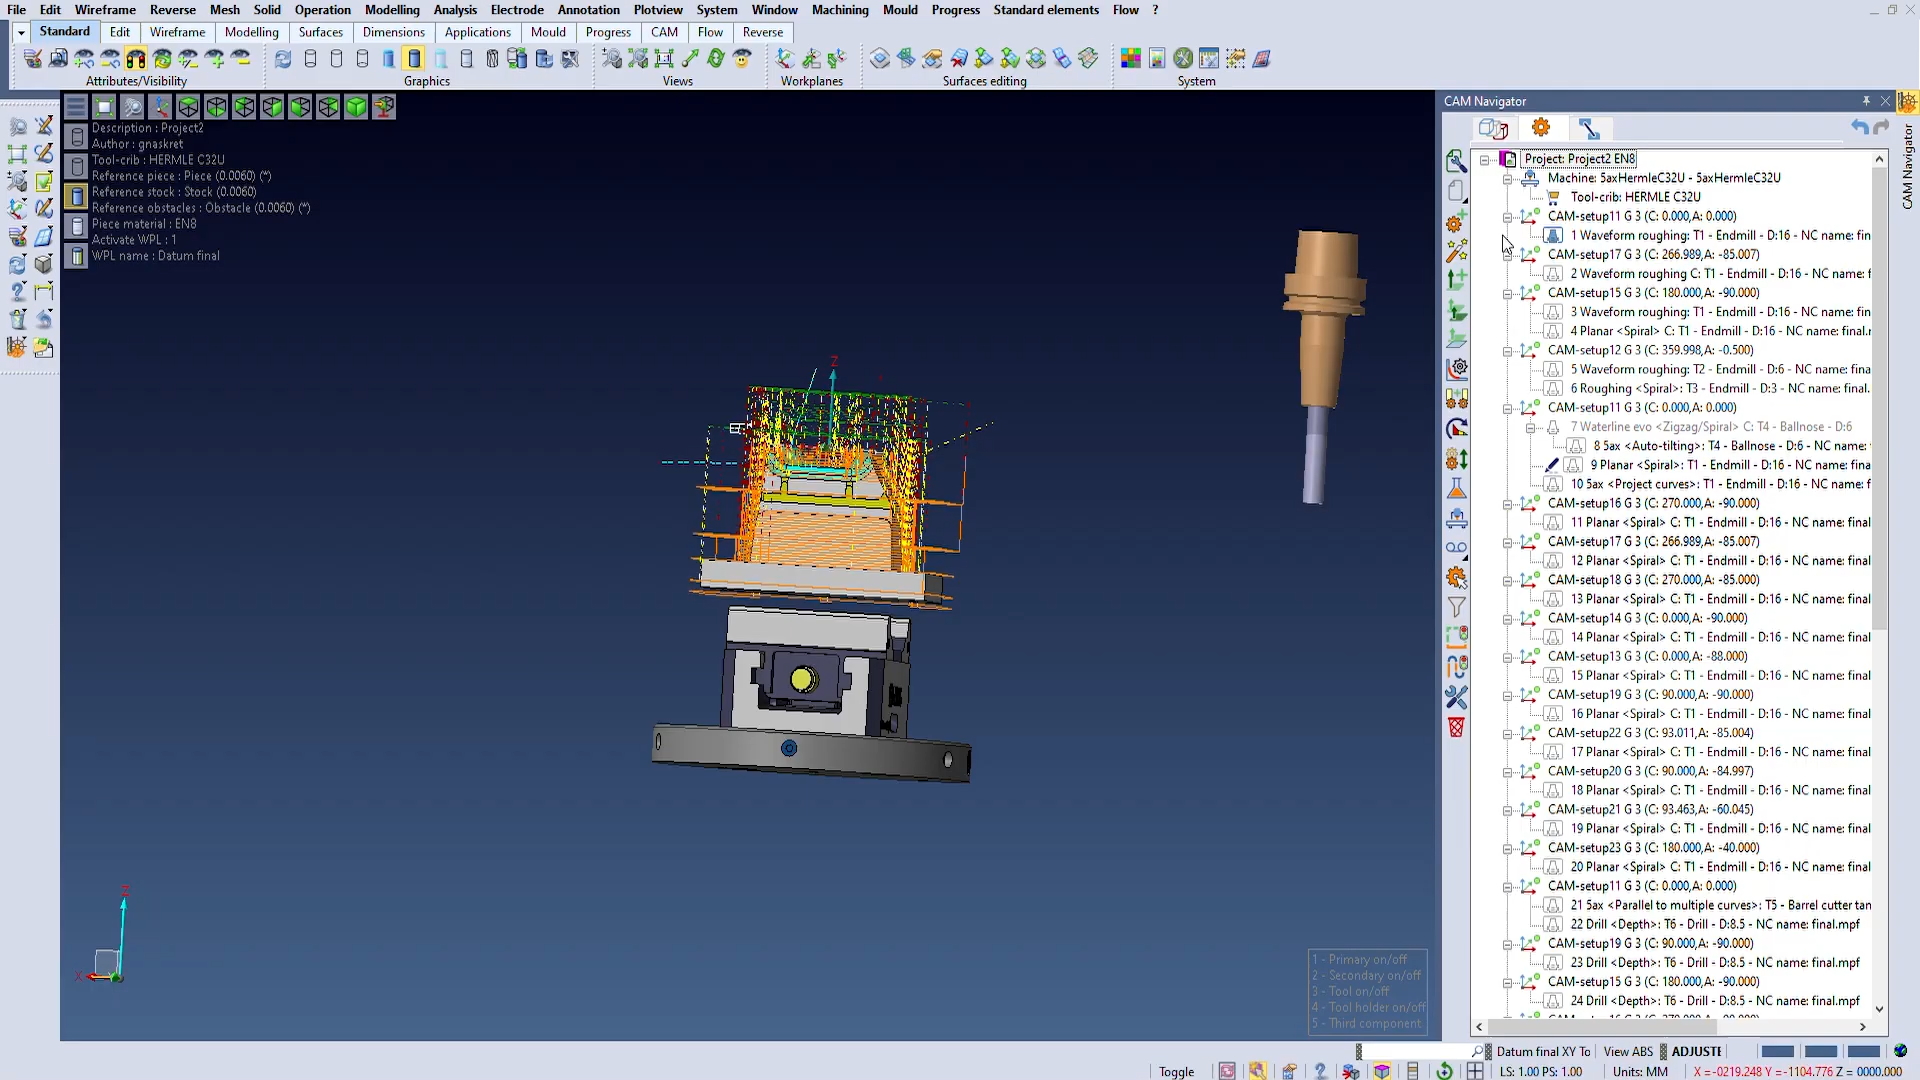 File Edit Wireframe Reverse Mesh Solid Operation Modelling Analysis Electrode Annotation Plotview System Window Machining Mould Progress Standard elements Flow ?
Standard Edit Wireframe Modelling Surfaces Dimensions Applications Mould Progress CAM Flow Reverse
Attributes/Visibility Graphics Views Workplanes Surfaces editing System
Description : Project2
Author : gnaskret
Tool-crib : HERMLE C32U
Reference piece : Piece (0.0060) (*)
Reference stock : Stock (0.0060)
Reference obstacles : Obstacle (0.0060) (*)
Piece material : EN8
Activate WPL : 1
WPL name : Datum final
Z
Z
X
1 - Primary on/off
2 - Secondary on/off
3 - Tool on/off
4 - Tool holder on/off
5 - Third component
CAM Navigator
CAM Navigator
Project: Project2 EN8
Machine: 5axHermleC32U - 5axHermleC32U
Tool-crib: HERMLE C32U
CAM-setup11 G 3 (C: 0.000,A: 0.000)
1 Waveform roughing: T1 - Endmill - D:16 - NC name: fin
CAM-setup17 G 3 (C: 266.989,A: -85.007)
2 Waveform roughing C: T1 - Endmill - D:16 - NC name: f
CAM-setup15 G 3 (C: 180.000,A: -90.000)
3 Waveform roughing: T1 - Endmill - D:16 - NC name: fin
4 Planar <Spiral> C: T1 - Endmill - D:16 - NC name: final.r
CAM-setup12 G 3 (C: 359.998,A: -0.500)
5 Waveform roughing: T2 - Endmill - D:6 - NC name: fina
6 Roughing <Spiral>: T3 - Endmill - D:3 - NC name: final.
CAM-setup11 G 3 (C: 0.000,A: 0.000)
7 Waterline evo <Zigzag/Spiral> C: T4 - Ballnose - D:6
8 5ax <Auto-tilting>: T4 - Ballnose - D:6 - NC name:
9 Planar <Spiral>: T1 - Endmill - D:16 - NC name: fina
10 5ax <Project curves>: T1 - Endmill - D:16 - NC name: f
CAM-setup16 G 3 (C: 270.000,A: -90.000)
11 Planar <Spiral> C: T1 - Endmill - D:16 - NC name: final
CAM-setup17 G 3 (C: 266.989,A: -85.007)
12 Planar <Spiral> C: T1 - Endmill - D:16 - NC name: final
CAM-setup18 G 3 (C: 270.000,A: -85.000)
13 Planar <Spiral> C: T1 - Endmill - D:16 - NC name: final
CAM-setup14 G 3 (C: 0.000,A: -90.000)
14 Planar <Spiral> C: T1 - Endmill - D:16 - NC name: final
CAM-setup13 G 3 (C: 0.000,A: -88.000)
15 Planar <Spiral> C: T1 - Endmill - D:16 - NC name: final
CAM-setup19 G 3 (C: 90.000,A: -90.000)
16 Planar <Spiral> C: T1 - Endmill - D:16 - NC name: final
CAM-setup22 G 3 (C: 93.011,A: -85.004)
17 Planar <Spiral> C: T1 - Endmill - D:16 - NC name: final
CAM-setup20 G 3 (C: 90.000,A: -84.997)
18 Planar <Spiral> C: T1 - Endmill - D:16 - NC name: final
CAM-setup21 G 3 (C: 93.463,A: -60.045)
19 Planar <Spiral> C: T1 - Endmill - D:16 - NC name: final
CAM-setup23 G 3 (C: 180.000,A: -40.000)
20 Planar <Spiral> C: T1 - Endmill - D:16 - NC name: final
CAM-setup11 G 3 (C: 0.000,A: 0.000)
21 5ax <Parallel to multiple curves>: T5 - Barrel cutter tan
22 Drill <Depth>: T6 - Drill - D:8.5 - NC name: final.mpf
CAM-setup19 G 3 (C: 90.000,A: -90.000)
23 Drill <Depth>: T6 - Drill - D:8.5 - NC name: final.mpf
CAM-setup15 G 3 (C: 180.000,A: -90.000)
24 Drill <Depth>: T6 - Drill - D:8.5 - NC name: final.mpf
Datum final XY To View ABS ADJUSTE
Toggle LS: 1.00 PS: 1.00 Units: MM X =-0219.248 Y =-1104.776 Z = 0000.000